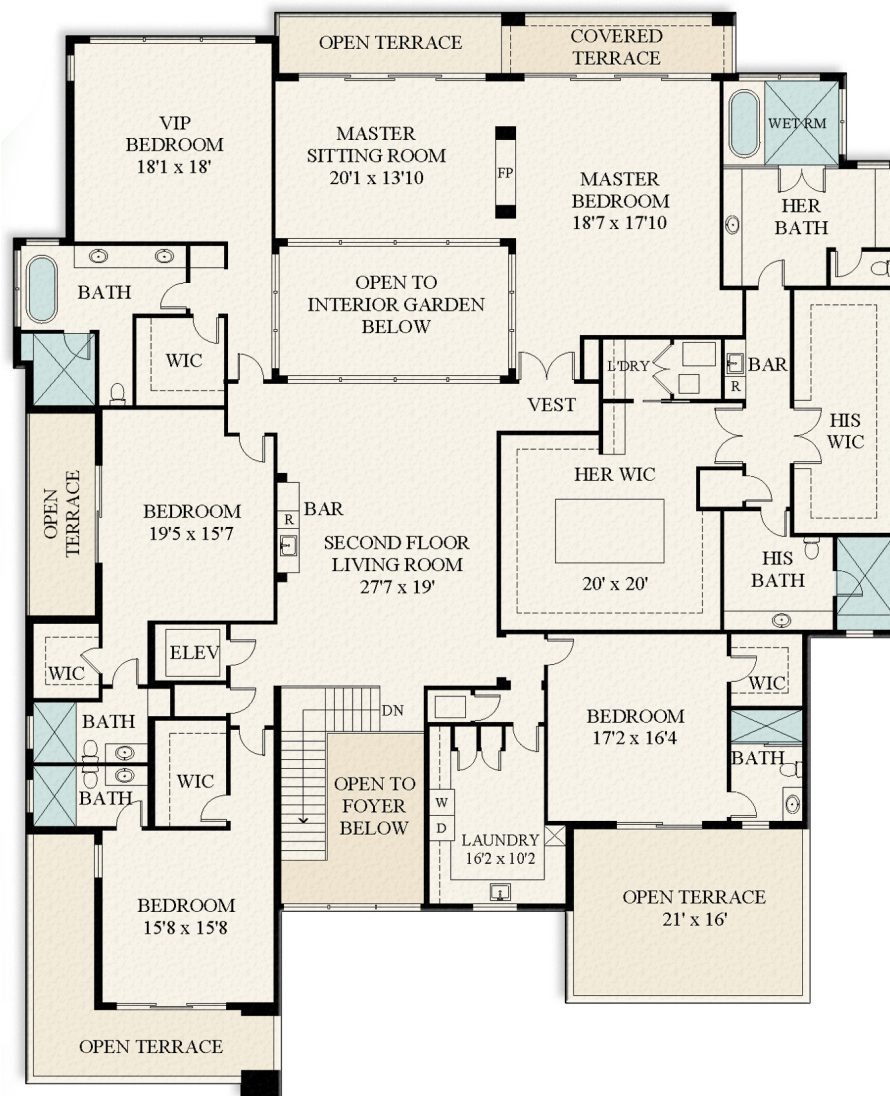 OPEN TERRACE
COVERED
TERRACE
VIP
BEDROOM
18'1 x 18'
MASTER
SITTING ROOM
20'1 x 13'10
FP
MASTER
BEDROOM
18'7 x 17'10
WET RM
HER
BATH
BATH
OPEN TO
INTERIOR GARDEN
BELOW
WIC
L'DRY
BAR
R
VEST
HIS
WIC
OPEN
TERRACE
BEDROOM
19'5 x 15'7
BAR
R
SECOND FLOOR
LIVING ROOM
27'7 x 19'
HER WIC
20' x 20'
HIS
BATH
ELEV
WIC
BATH
DN
BEDROOM
17'2 x 16'4
WIC
BATH
WIC
BATH
OPEN TO
FOYER
BELOW
W
D
LAUNDRY
16'2 x 10'2
BEDROOM
15'8 x 15'8
OPEN TERRACE
21' x 16'
OPEN TERRACE